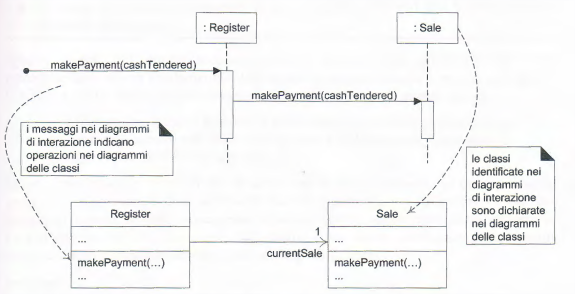 : Register
: Sale
makePayment(cashTendered)
makePayment(cashTendered)
i messaggi nei diagrammi
di interazione indicano
operazioni nei diagrammi
delle classi
le classi
identificate nei
diagrammi
di interazione
sono dichiarate
nei diagrammi
delle classi
Register
...
makePayment(...)
...
1
currentSale
Sale
...
makePayment(...)
...